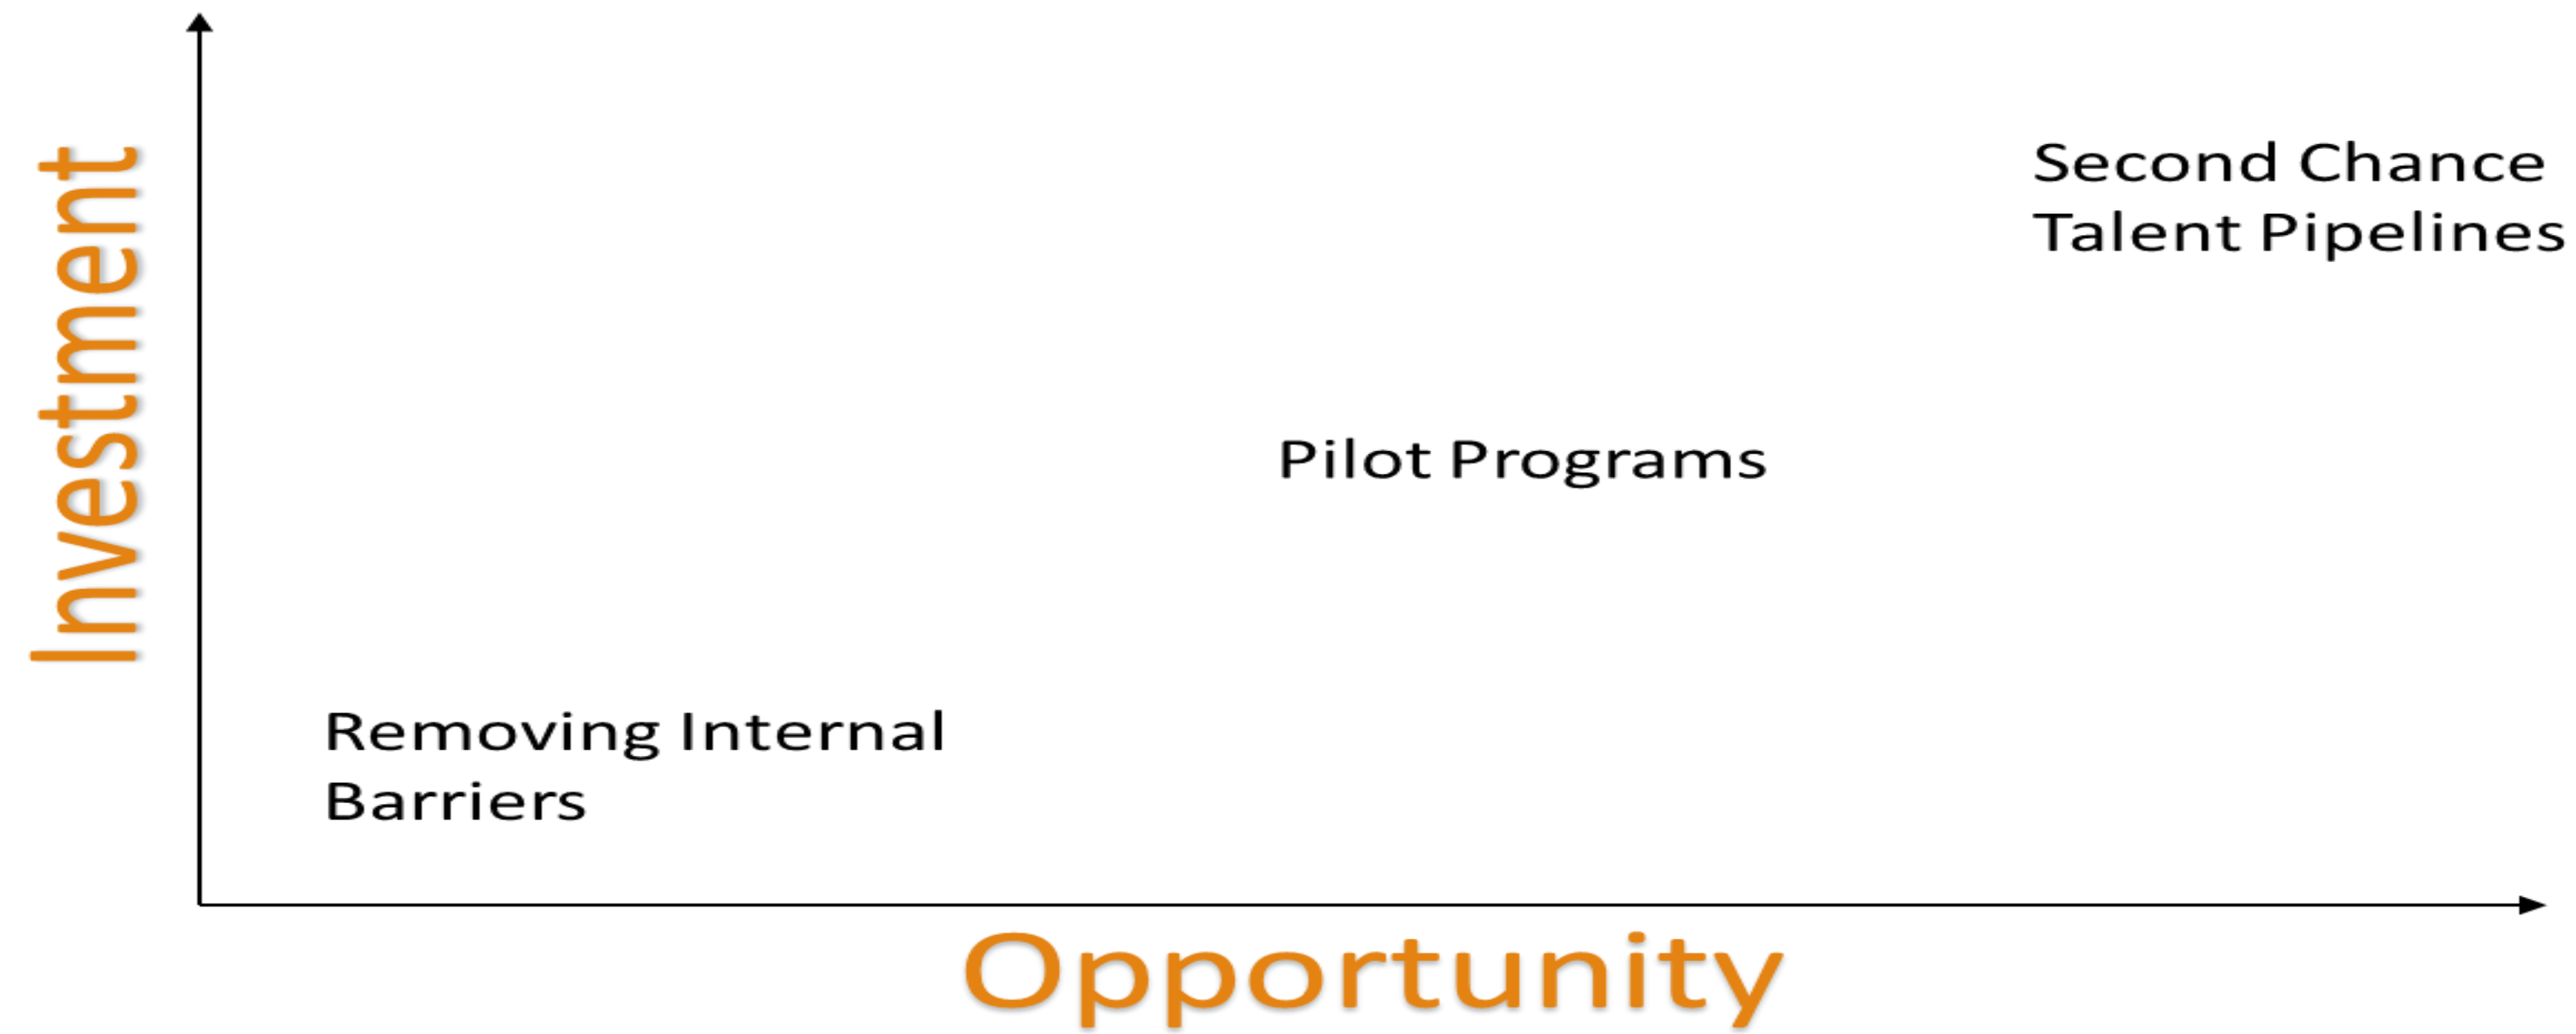 Investment
Second Chance
Talent Pipelines
Pilot Programs
Removing Internal
Barriers
Opportunity